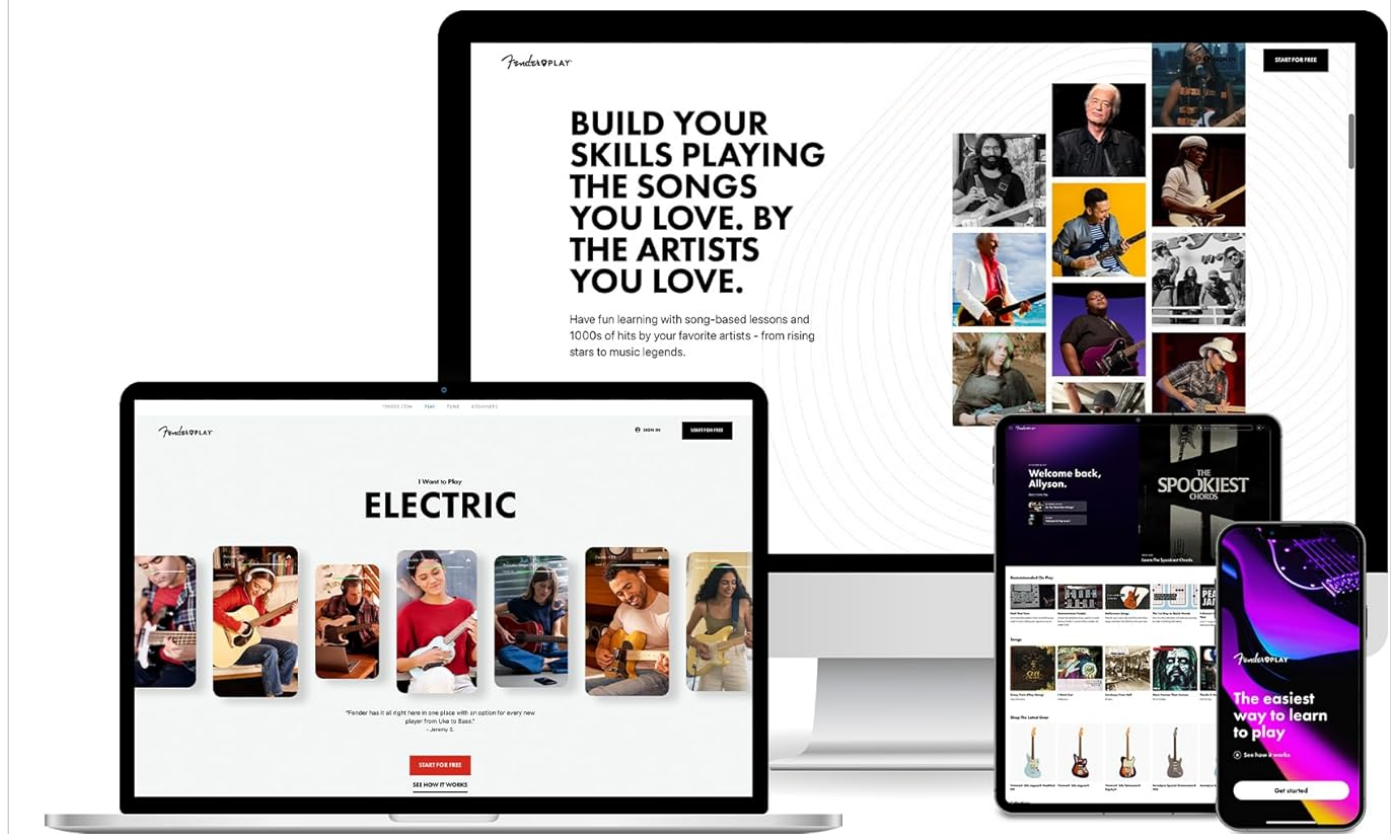 Fender PLAY
START FOR FREE
BUILD YOUR
SKILLS PLAYING
THE SONGS
YOU LOVE. BY
THE ARTISTS
YOU LOVE.
Have fun learning with song-based lessons and
1000s of hits by your favorite artists - from rising
stars to music legends.
PLAY
Fender PLAY
SIGN IN
START FOR FREE
I Want to Play
ELECTRIC
"Fender has it all right here in one place with an option for every new
player from Uke to Bass."
- Jeremy S.
START FOR FREE
SEE HOW IT WORKS
Welcome back,
Allyson.
THE
SPOOKIEST
CHORDS
Learn The Spookiest Chords
Recommended On Play
Songs
Shop The Latest Gear
Fender PLAY
The easiest
way to learn
to play
See how it works
Get started